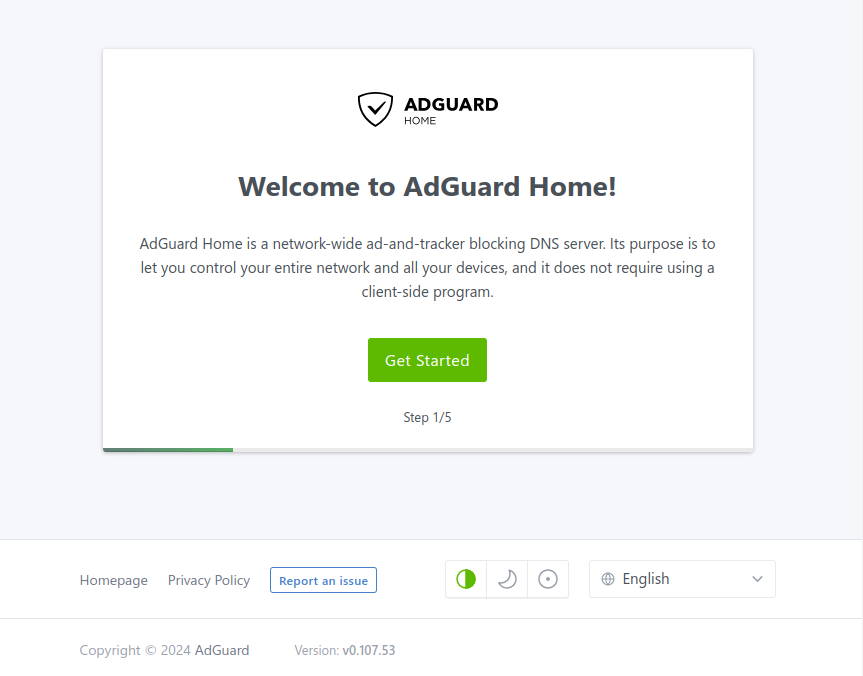 ADGUARD
HOME
Welcome to AdGuard Home!
AdGuard Home is a network-wide ad-and-tracker blocking DNS server. Its purpose is to
let you control your entire network and all your devices, and it does not require using a
client-side program.
Get Started
Step 1/5
Homepage Privacy Policy Report an issue English
Copyright © 2024 AdGuard Version: v0.107.53